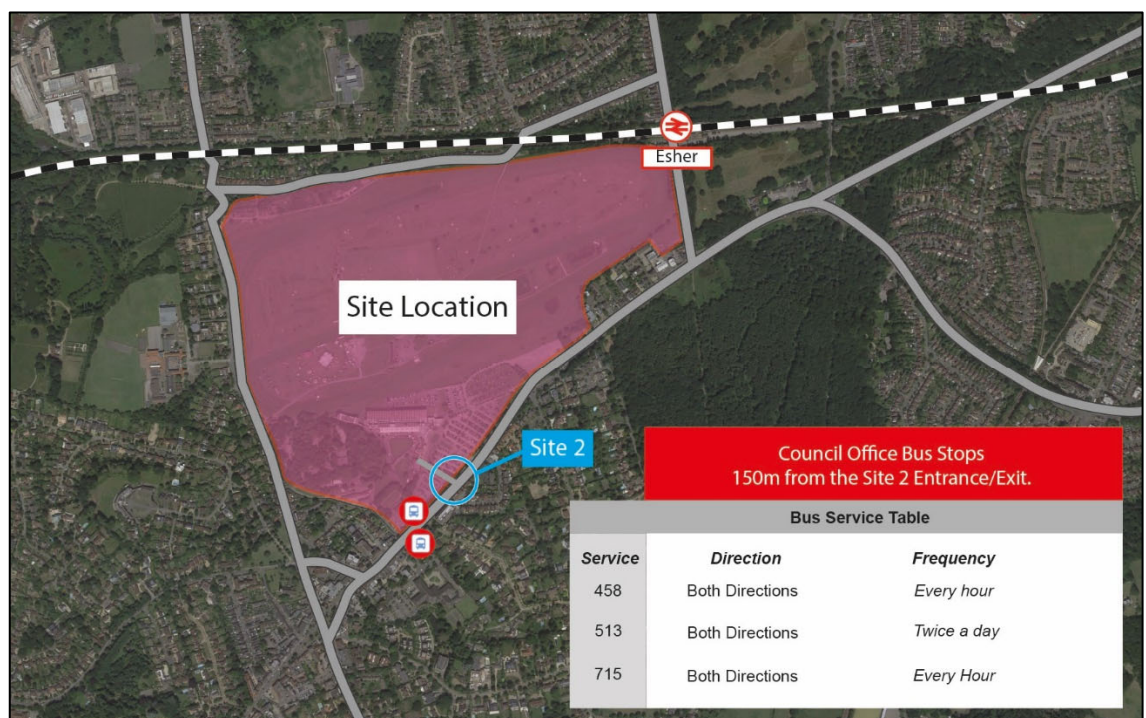 Esher
Site Location
Site 2
Council Office Bus Stops
150m from the Site 2 Entrance/Exit.
Bus Service Table
Service Direction Frequency
458 Both Directions Every hour
513 Both Directions Twice a day
715 Both Directions Every Hour